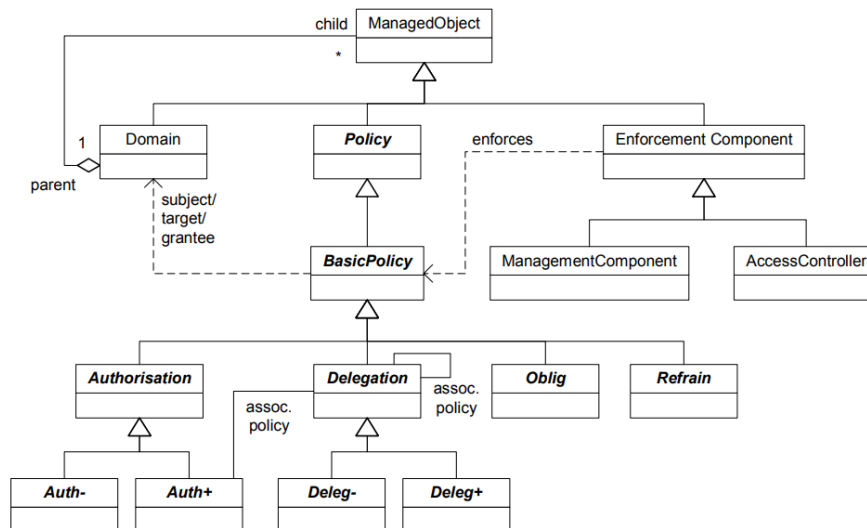 child
ManagedObject
*
1
Domain
Policy
enforces
Enforcement Component
parent
subject/
target/
grantee
BasicPolicy
ManagementComponent
AccessController
Authorisation
Delegation
Oblig
Refrain
assoc.
policy
assoc.
policy
Auth-
Auth+
Deleg-
Deleg+